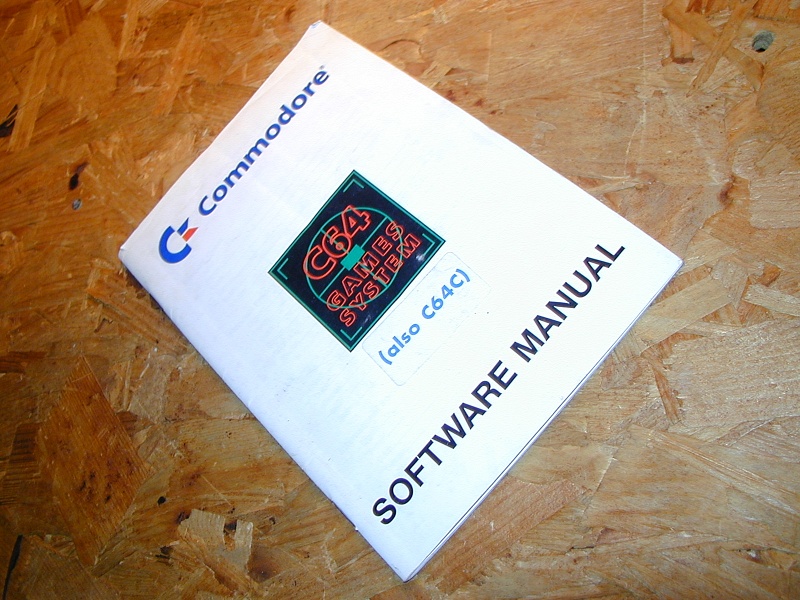 Commodore®
C64
GAMES
SYSTEM
(also C64C)
SOFTWARE MANUAL